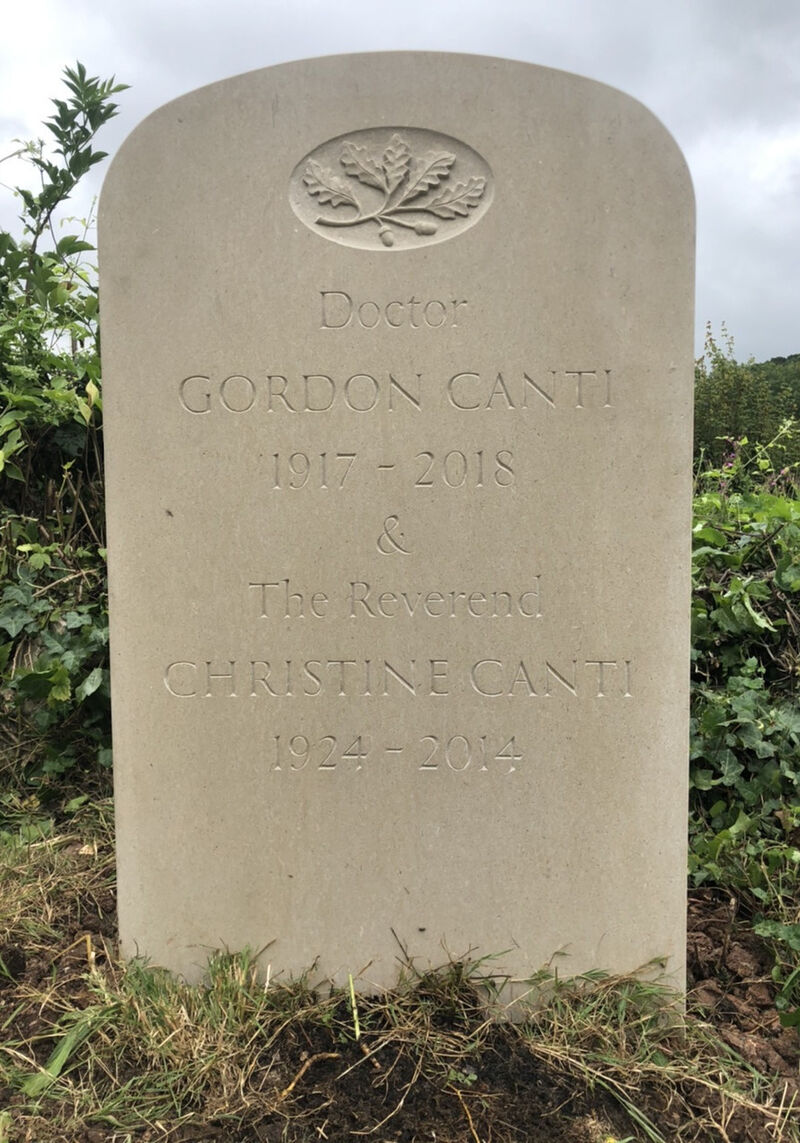 Doctor
GORDON CANTI
1917 - 2018
&
The Reverend
CHRISTINE CANTI
1924 - 2014